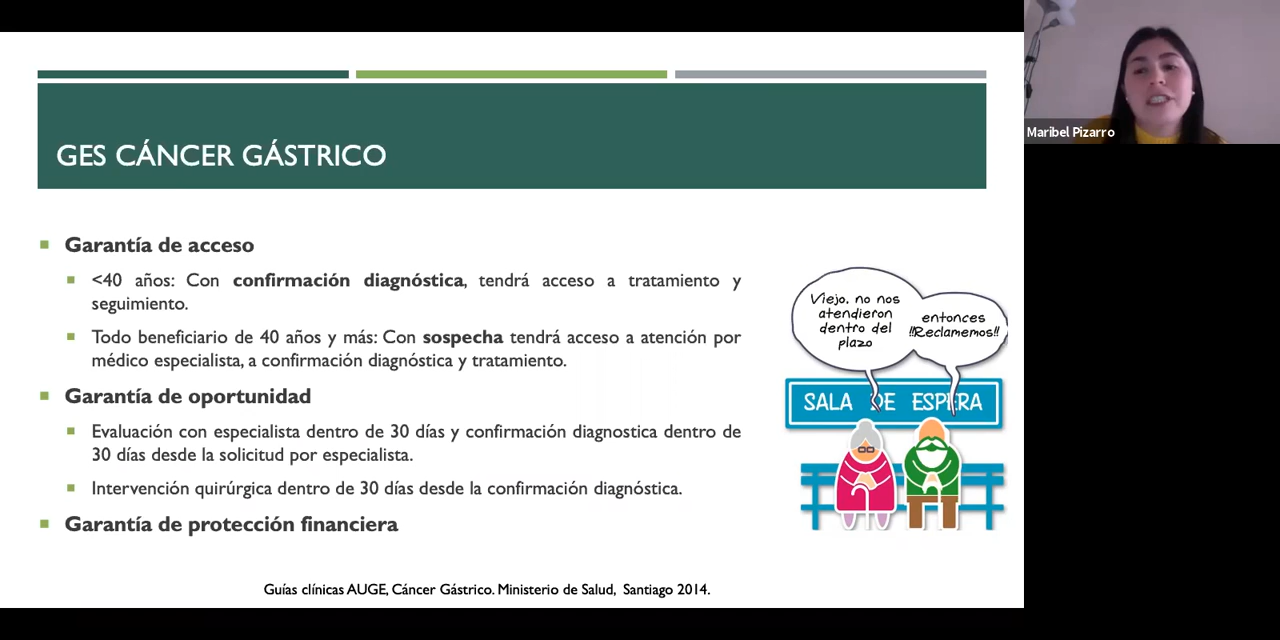 GES CÁNCER GÁSTRICO
Maribel Pizarro
Garantía de acceso
<40 años: Con confirmación diagnóstica, tendrá acceso a tratamiento y
seguimiento.
Todo beneficiario de 40 años y más: Con sospecha tendrá acceso a atención por
médico especialista, a confirmación diagnóstica y tratamiento.
Garantía de oportunidad
Evaluación con especialista dentro de 30 días y confirmación diagnostica dentro de
30 días desde la solicitud por especialista.
Intervención quirurgica dentro de 30 días desde la confirmación diagnóstica.
Garantía de protección financiera
Viejo, no nos
atendieron
dentro del
plazo
entonces
!!Reclamemos!!
SALA DE ESPERA
Guías clínicas AUGE, Cáncer Gástrico. Ministerio de Salud, Santiago 2014.